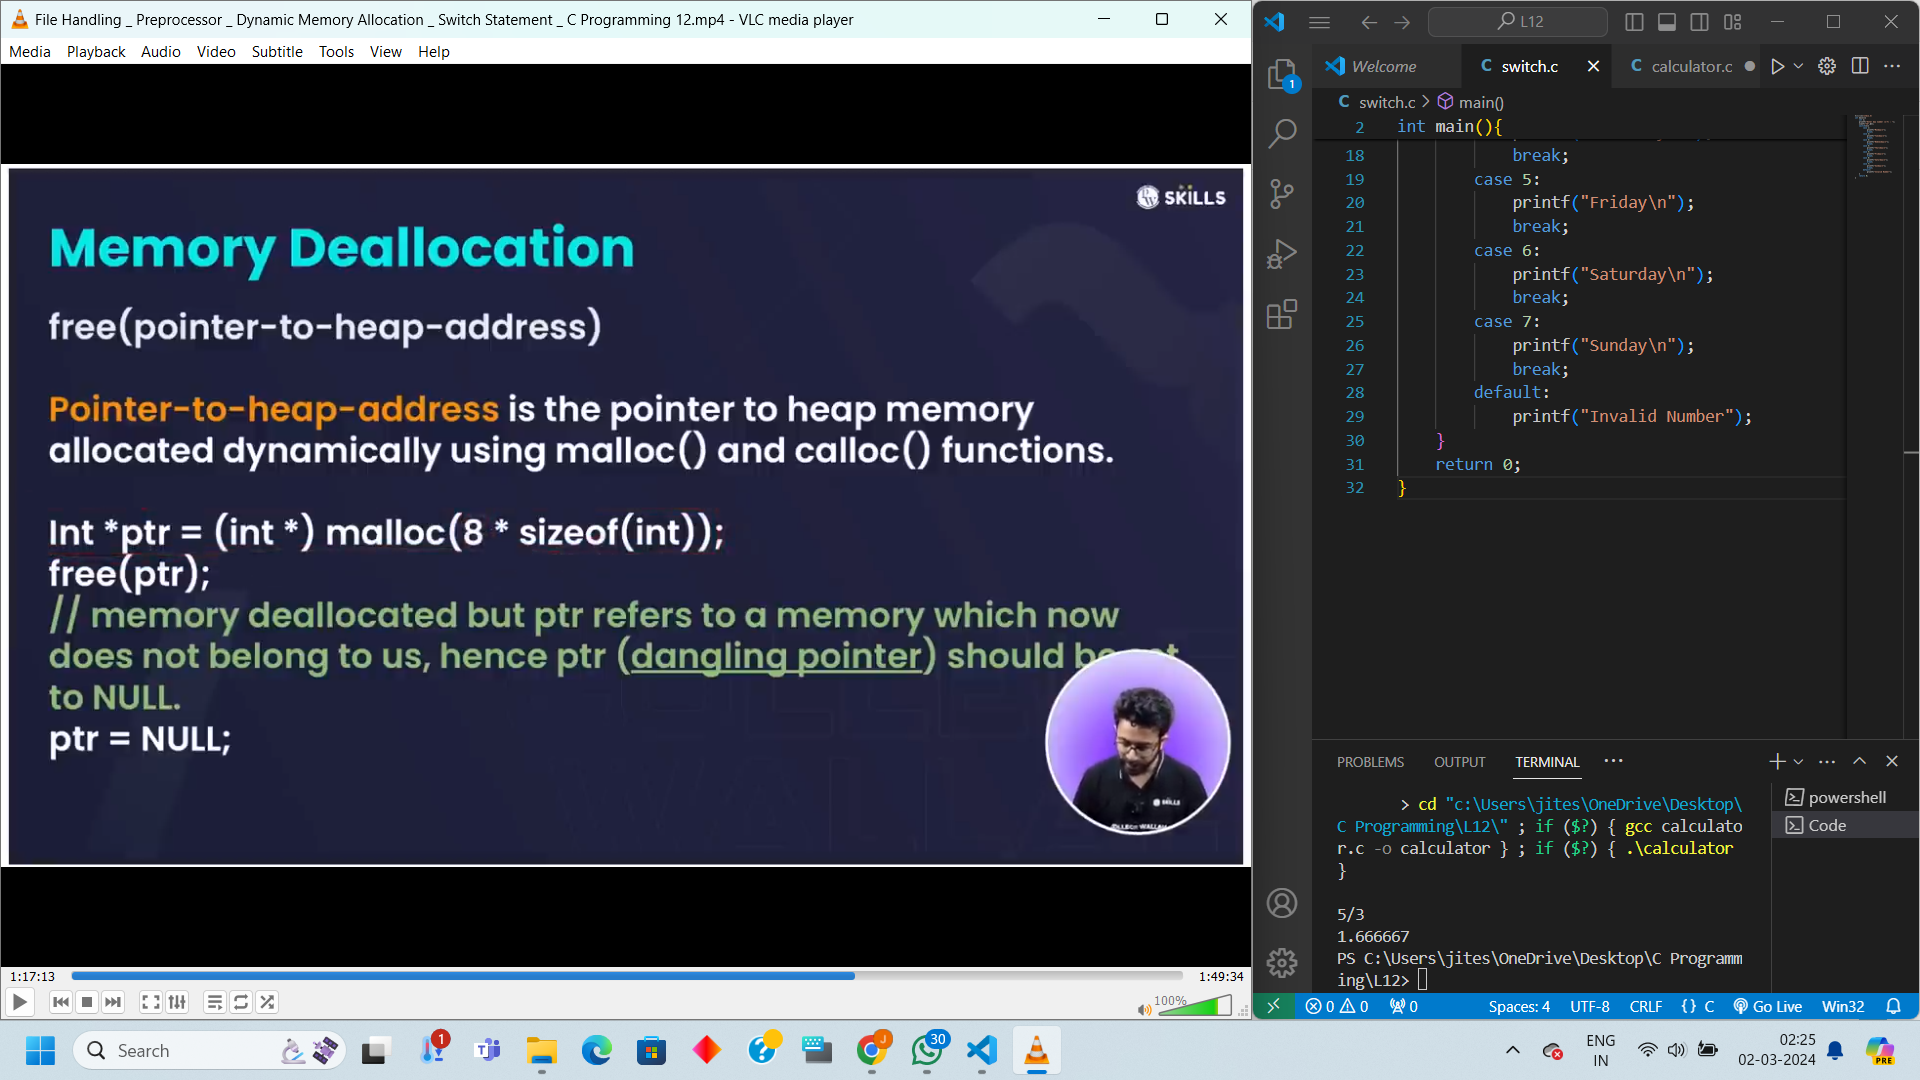 File Handling _ Preprocessor _ Dynamic Memory Allocation _ Switch Statement _ C Programming 12.mp4 - VLC media player
Media Playback Audio Video Subtitle Tools View Help
SKILLS
Memory Deallocation
free(pointer-to-heap-address)
Pointer-to-heap-address is the pointer to heap memory
allocated dynamically using malloc() and calloc() functions.
Int *ptr = (int *) malloc(8 * sizeof(int));
free(ptr);
// memory deallocated but ptr refers to a memory which now
does not belong to us, hence ptr (dangling pointer) should
to NULL.
ptr = NULL;
SKILLS
1:17:13
1:49:34
100%
L12
Welcome
C switch.c
C calculator.c
1
C switch.c > main()
2 int main(){
18 break;
19 case 5:
20 printf("Friday\n");
21 break;
22 case 6:
23 printf("Saturday\n");
24 break;
25 case 7:
26 printf("Sunday\n");
27 break;
28 default:
29 printf("Invalid Number");
30 }
31 return 0;
32 }
PROBLEMS OUTPUT TERMINAL
powershell
Code
> cd "c:\Users\jites\OneDrive\Desktop\
C Programming\L12\" ; if ($?) { gcc calculato
r.c -o calculator } ; if ($?) { .\calculator
}
5/3
1.666667
PS C:\Users\jites\OneDrive\Desktop\C Programm
ing\L12>
0 0 0 Spaces: 4 UTF-8 CRLF {} C Go Live Win32
Search
1
J
30
ENG
IN
02:25
02-03-2024
PRE